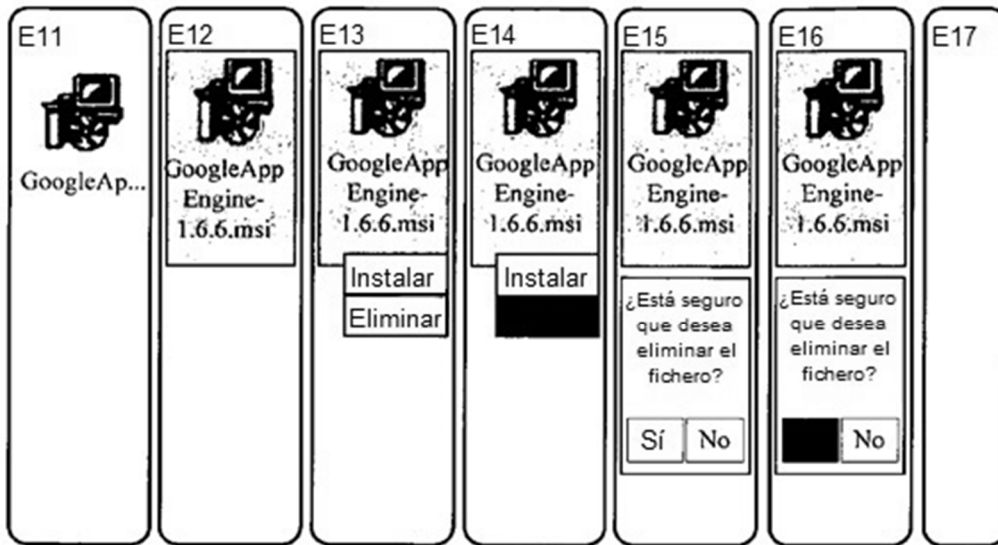 E11
GoogleAp...
E12
GoogleApp
Engine-
1.6.6.msi
E13
GoogleApp
Engine-
1.6.6.msi
Instalar
Eliminar
E14
GoogleApp
Engine-
1.6.6.msi
Instalar
E15
GoogleApp
Engine-
1.6.6.msi
¿Está seguro
que desea
eliminar el
fichero?
Sí No
E16
GoogleApp
Engine-
1.6.6.msi
¿Está seguro
que desea
eliminar el
fichero?
No
E17